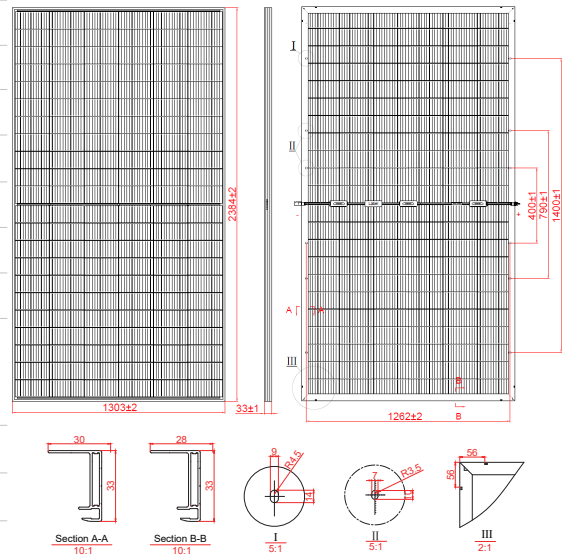 2384±2
1303±2
33±1
I
II
III
400±1
790±1
1400±1
-
+
A
A
B
B
1262±2
30
33
Section A-A
10:1
28
33
Section B-B
10:1
9
R4.5
14
I
5:1
7
R3.5
10
II
5:1
56
56
III
2:1